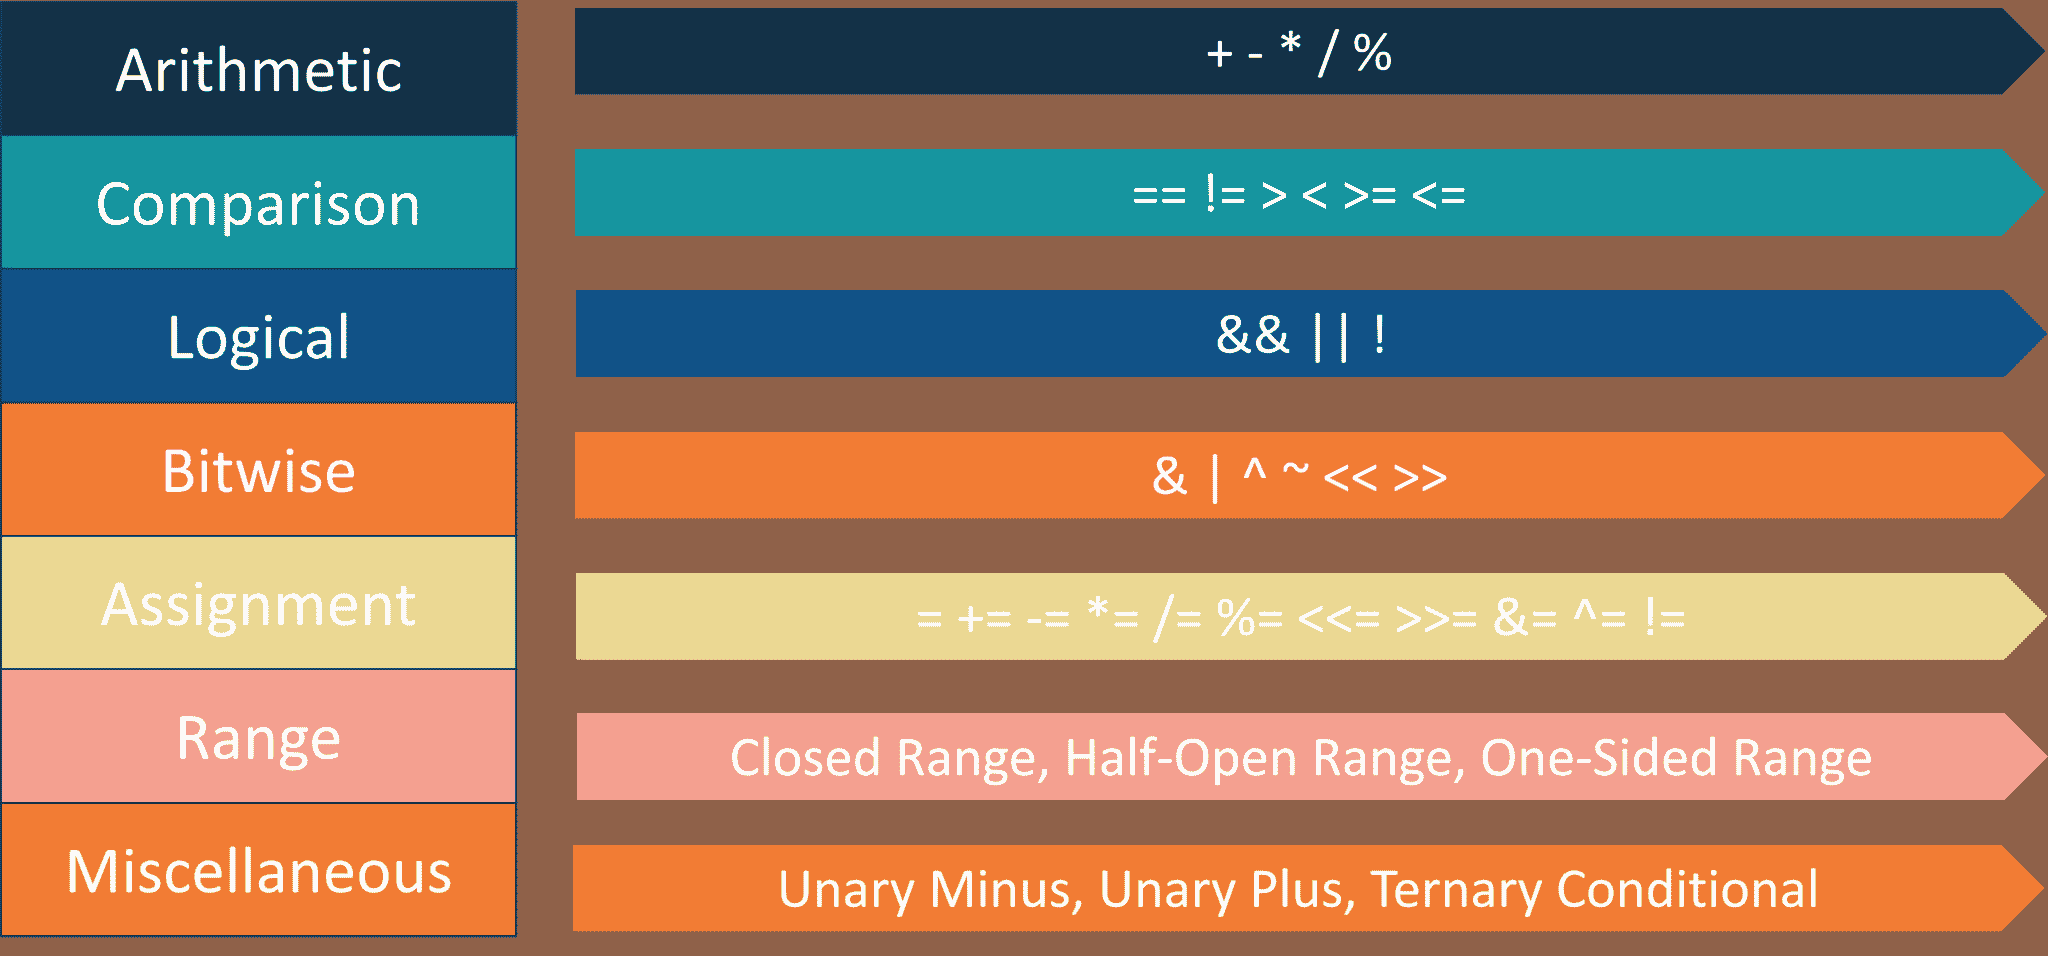 Arithmetic
+ - * / %
Comparison
== != > < >= <=
Logical
&& || !
Bitwise
& | ^ ~ << >>
Assignment
= += -= *= /= %= <<= >>= &= ^= !=
Range
Closed Range, Half-Open Range, One-Sided Range
Miscellaneous
Unary Minus, Unary Plus, Ternary Conditional